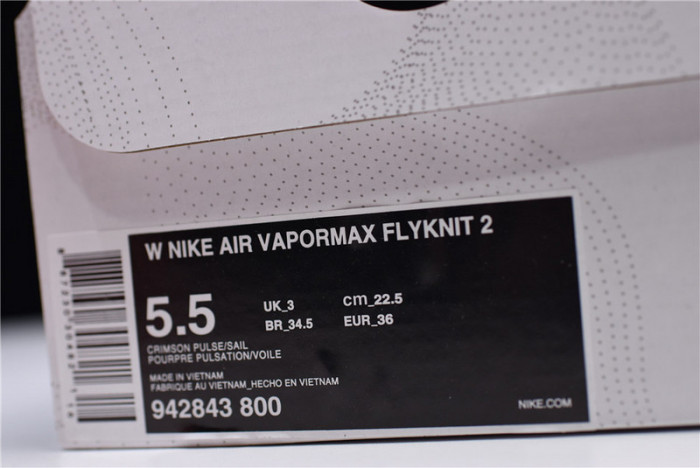 W NIKE AIR VAPORMAX FLYKNIT 2
5.5
UK_3 cm_22.5
BR_34.5 EUR_36
CRIMSON PULSE/SAIL
POURPRE PULSATION/VOILE
MADE IN VIETNAM
FABRIQUE AU VIETNAM_HECHO EN VIETNAM
942843 800
NIKE.COM